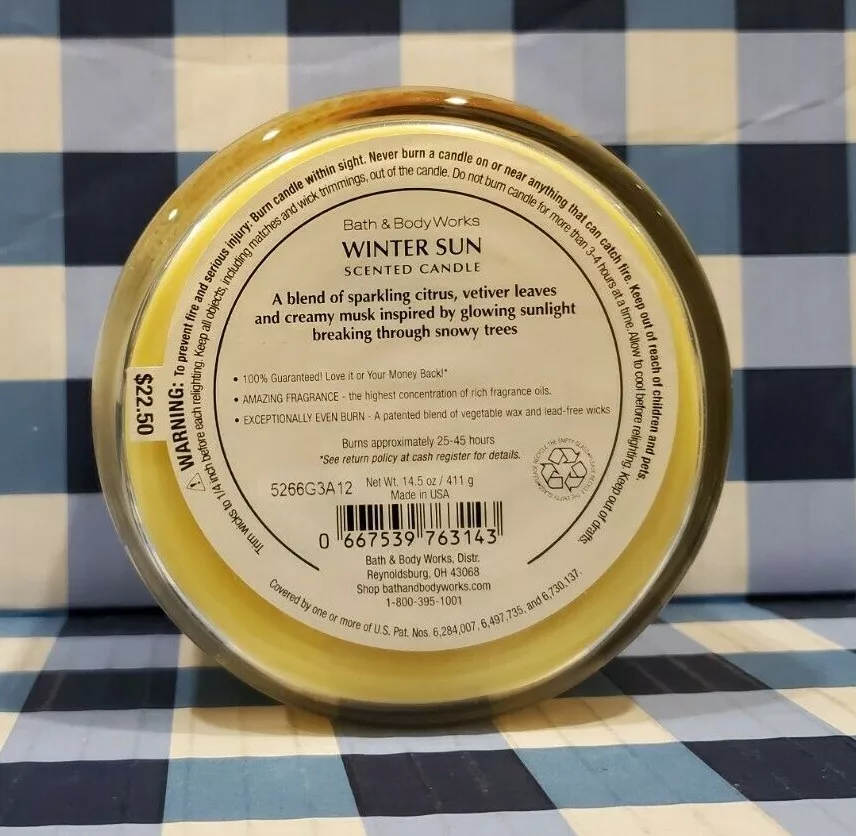 ⚠ WARNING: To prevent fire and serious injury: Burn candle within sight. Never burn a candle on or near anything that can catch fire. Keep out of reach of children and pets.
Trim wicks to 1/4 inch before each relighting. Keep all objects, including matches and wick trimmings, out of the candle. Do not burn candle for more than 3-4 hours at a time. Allow to cool before relighting. Keep out of drafts.
$22.50
Bath & Body Works
WINTER SUN
SCENTED CANDLE
A blend of sparkling citrus, vetiver leaves
and creamy musk inspired by glowing sunlight
breaking through snowy trees
• 100% Guaranteed! Love it or Your Money Back!*
• AMAZING FRAGRANCE - the highest concentration of rich fragrance oils.
• EXCEPTIONALLY EVEN BURN - A patented blend of vegetable wax and lead-free wicks
Burns approximately 25-45 hours
*See return policy at cash register for details.
5266G3A12
Net Wt. 14.5 oz / 411 g
Made in USA
0 667539 763143
Bath & Body Works, Distr.
Reynoldsburg, OH 43068
Shop bathandbodyworks.com
1-800-395-1001
Covered by one or more of U.S. Pat. Nos. 6,284,007, 6,497,735, and 6,730,137.